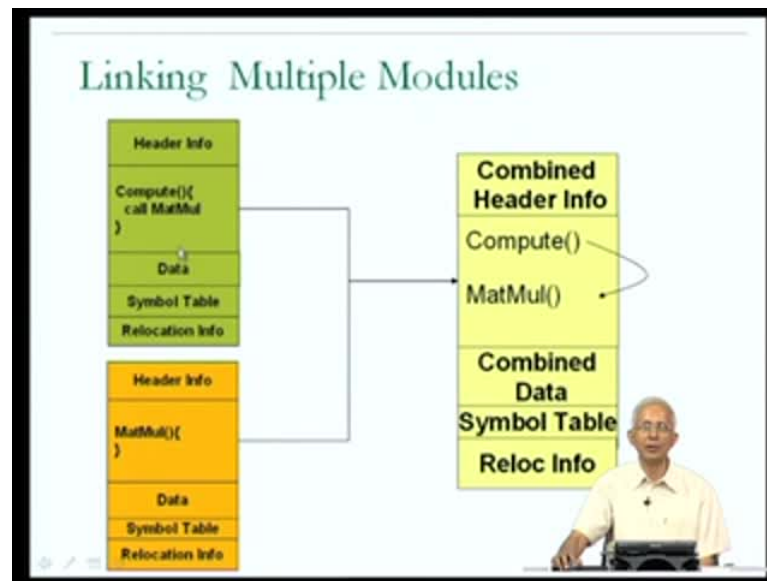 Linking Multiple Modules
Header Info
Compute(){
call MatMul
}
Data
Symbol Table
Relocation Info
Header Info
MatMul(){
}
Data
Symbol Table
Relocation Info
Combined
Header Info
Compute()
MatMul()
Combined
Data
Symbol Table
Reloc Info